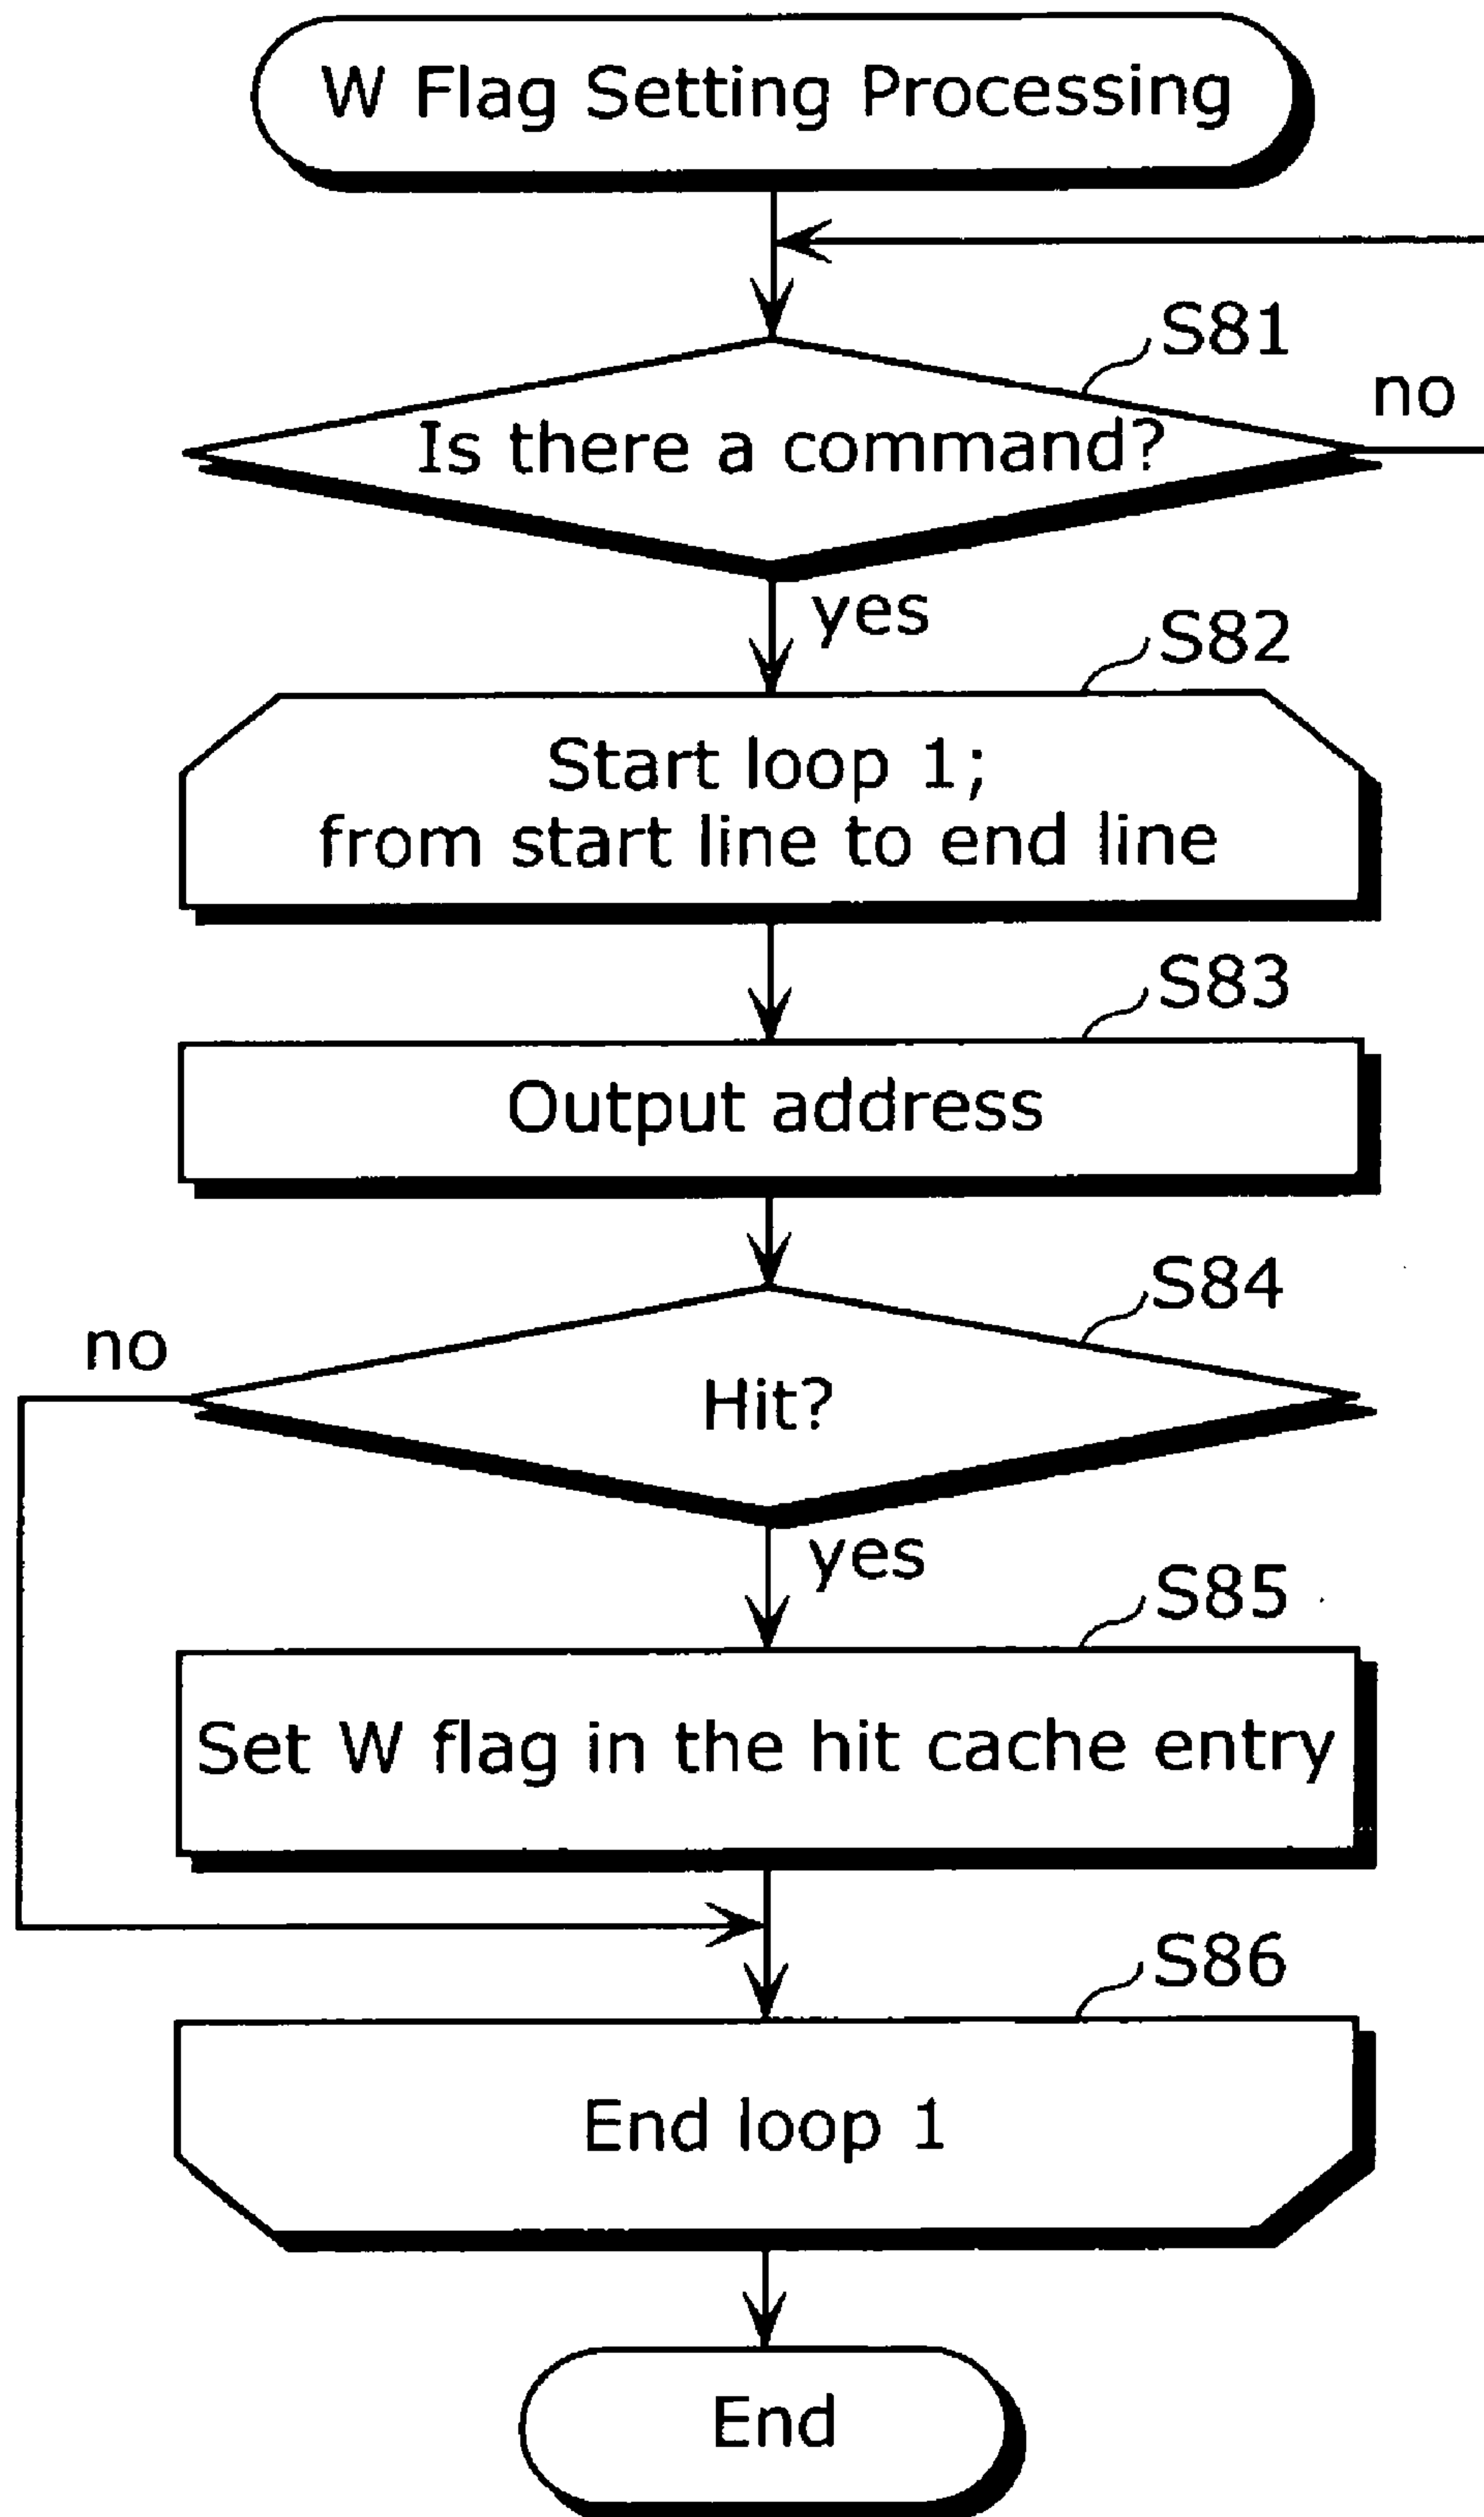 W Flag Setting Processing
S81
no
Is there a command?
yes
S82
Start loop 1;
from start line to end line
S83
Output address
S84
no
Hit?
yes
S85
Set W flag in the hit cache entry
S86
End loop 1
End